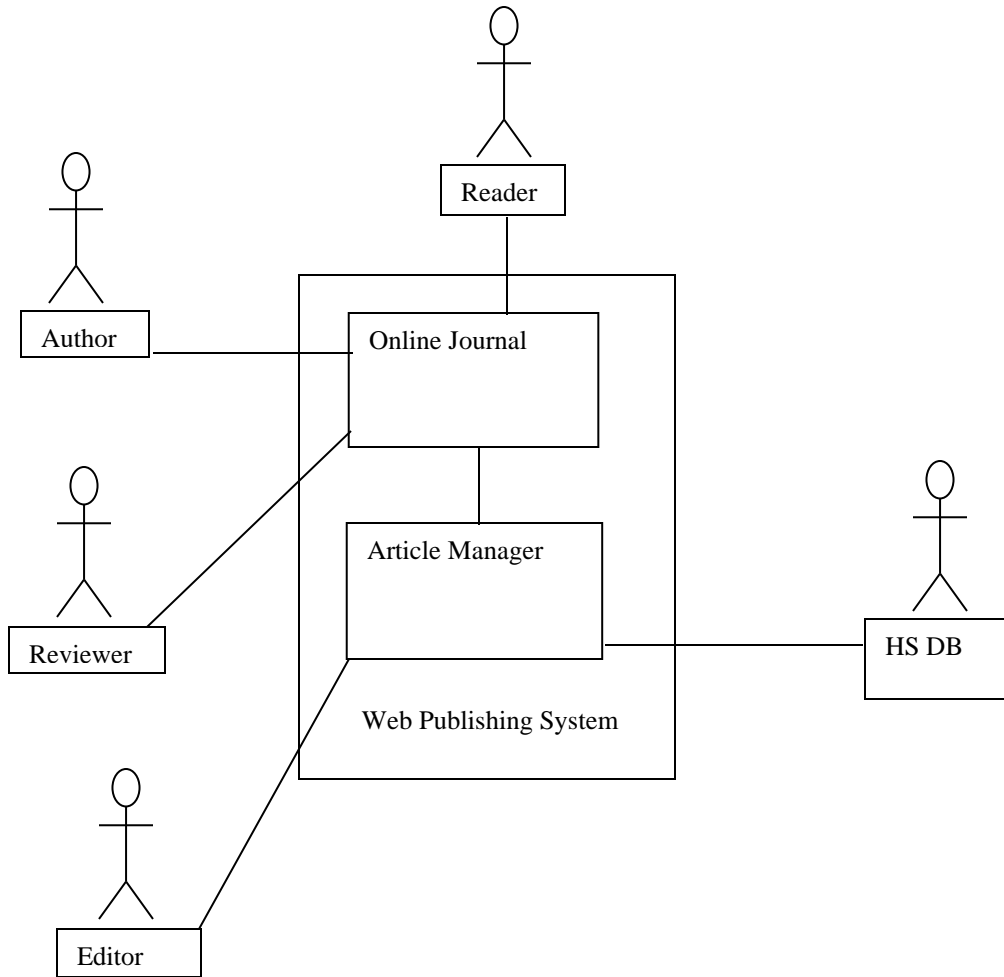 Reader
Author
Online Journal
Article Manager
Reviewer
HS DB
Web Publishing System
Editor